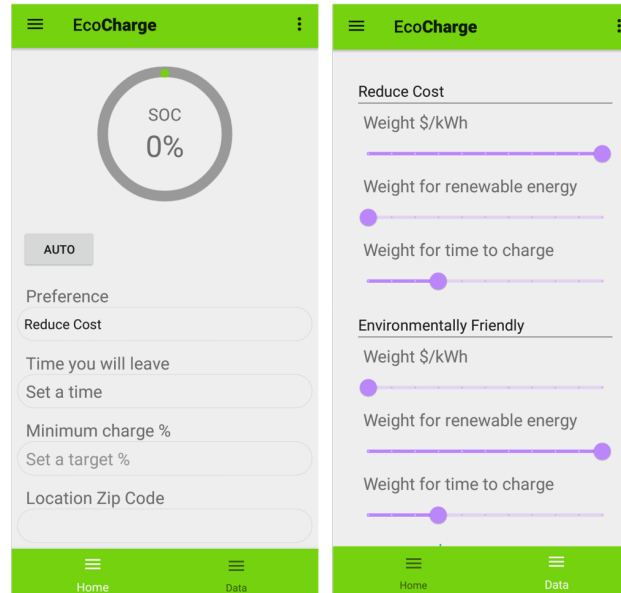 EcoCharge
SOC
0%
AUTO
Preference
Reduce Cost
Time you will leave
Set a time
Minimum charge %
Set a target %
Location Zip Code
Home
Data
EcoCharge
Reduce Cost
Weight $/kWh
Weight for renewable energy
Weight for time to charge
Environmentally Friendly
Weight $/kWh
Weight for renewable energy
Weight for time to charge
Home
Data